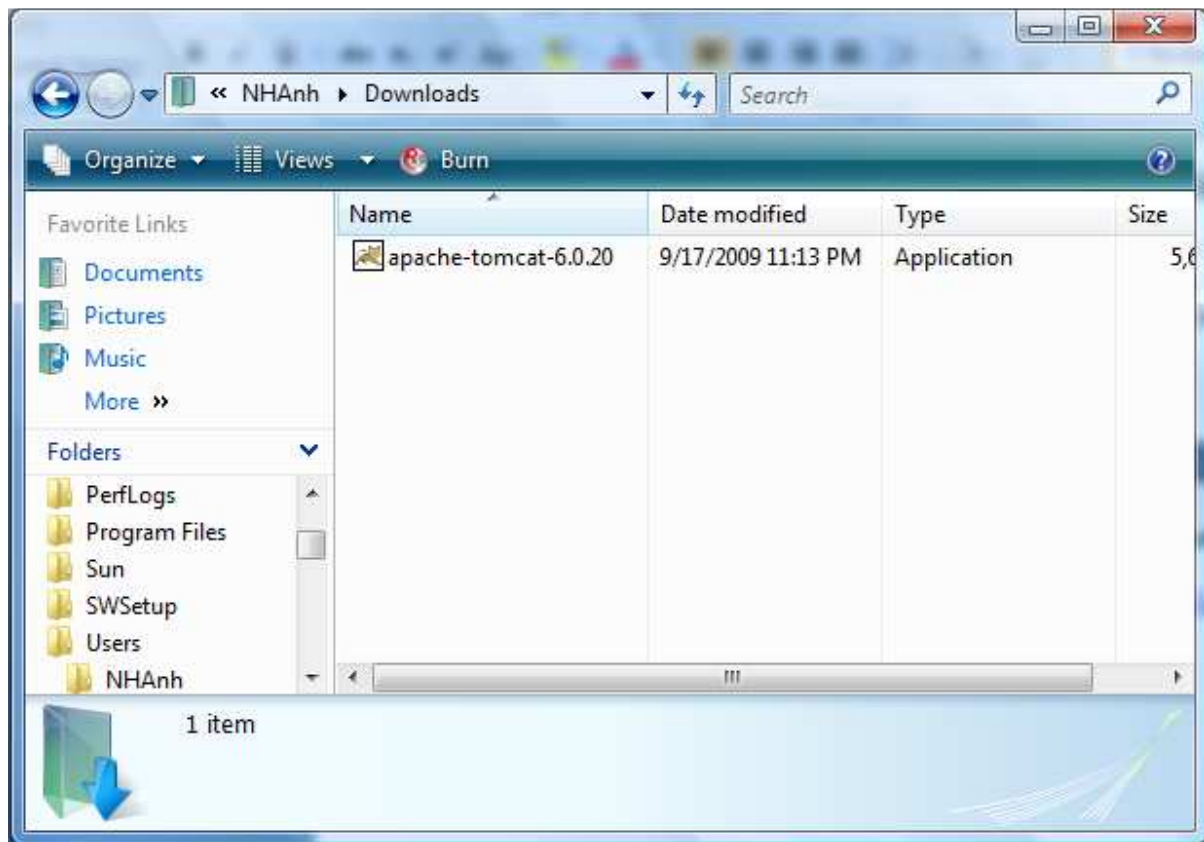 « NHAnh ▸ Downloads
Search
Organize Views Burn
Favorite Links
Documents
Pictures
Music
More »
Folders
PerfLogs
Program Files
Sun
SWSetup
Users
NHAnh
Name Date modified Type Size
apache-tomcat-6.0.20 9/17/2009 11:13 PM Application
1 item